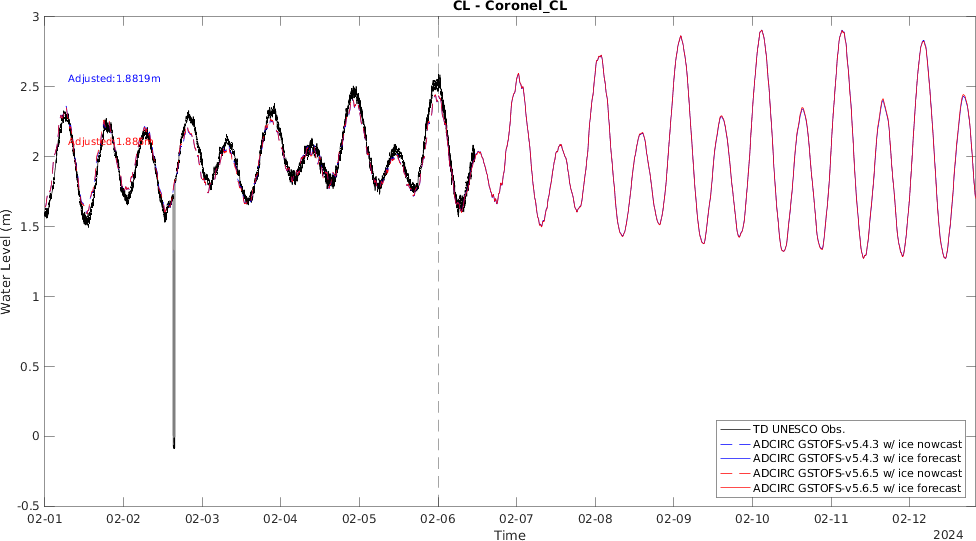 CL - Coronel_CL
3
2.5
2
1.5
1
0.5
0
-0.5
Water Level (m)
Adjusted:1.8819m
02-01
02-02
02-03
02-04
02-05
02-06
02-07
02-08
02-09
02-10
02-11
02-12
Time
2024
TD UNESCO Obs.
ADCIRC GSTOFS-v5.4.3 w/ ice nowcast
ADCIRC GSTOFS-v5.4.3 w/ ice forecast
ADCIRC GSTOFS-v5.6.5 w/ ice nowcast
ADCIRC GSTOFS-v5.6.5 w/ ice forecast